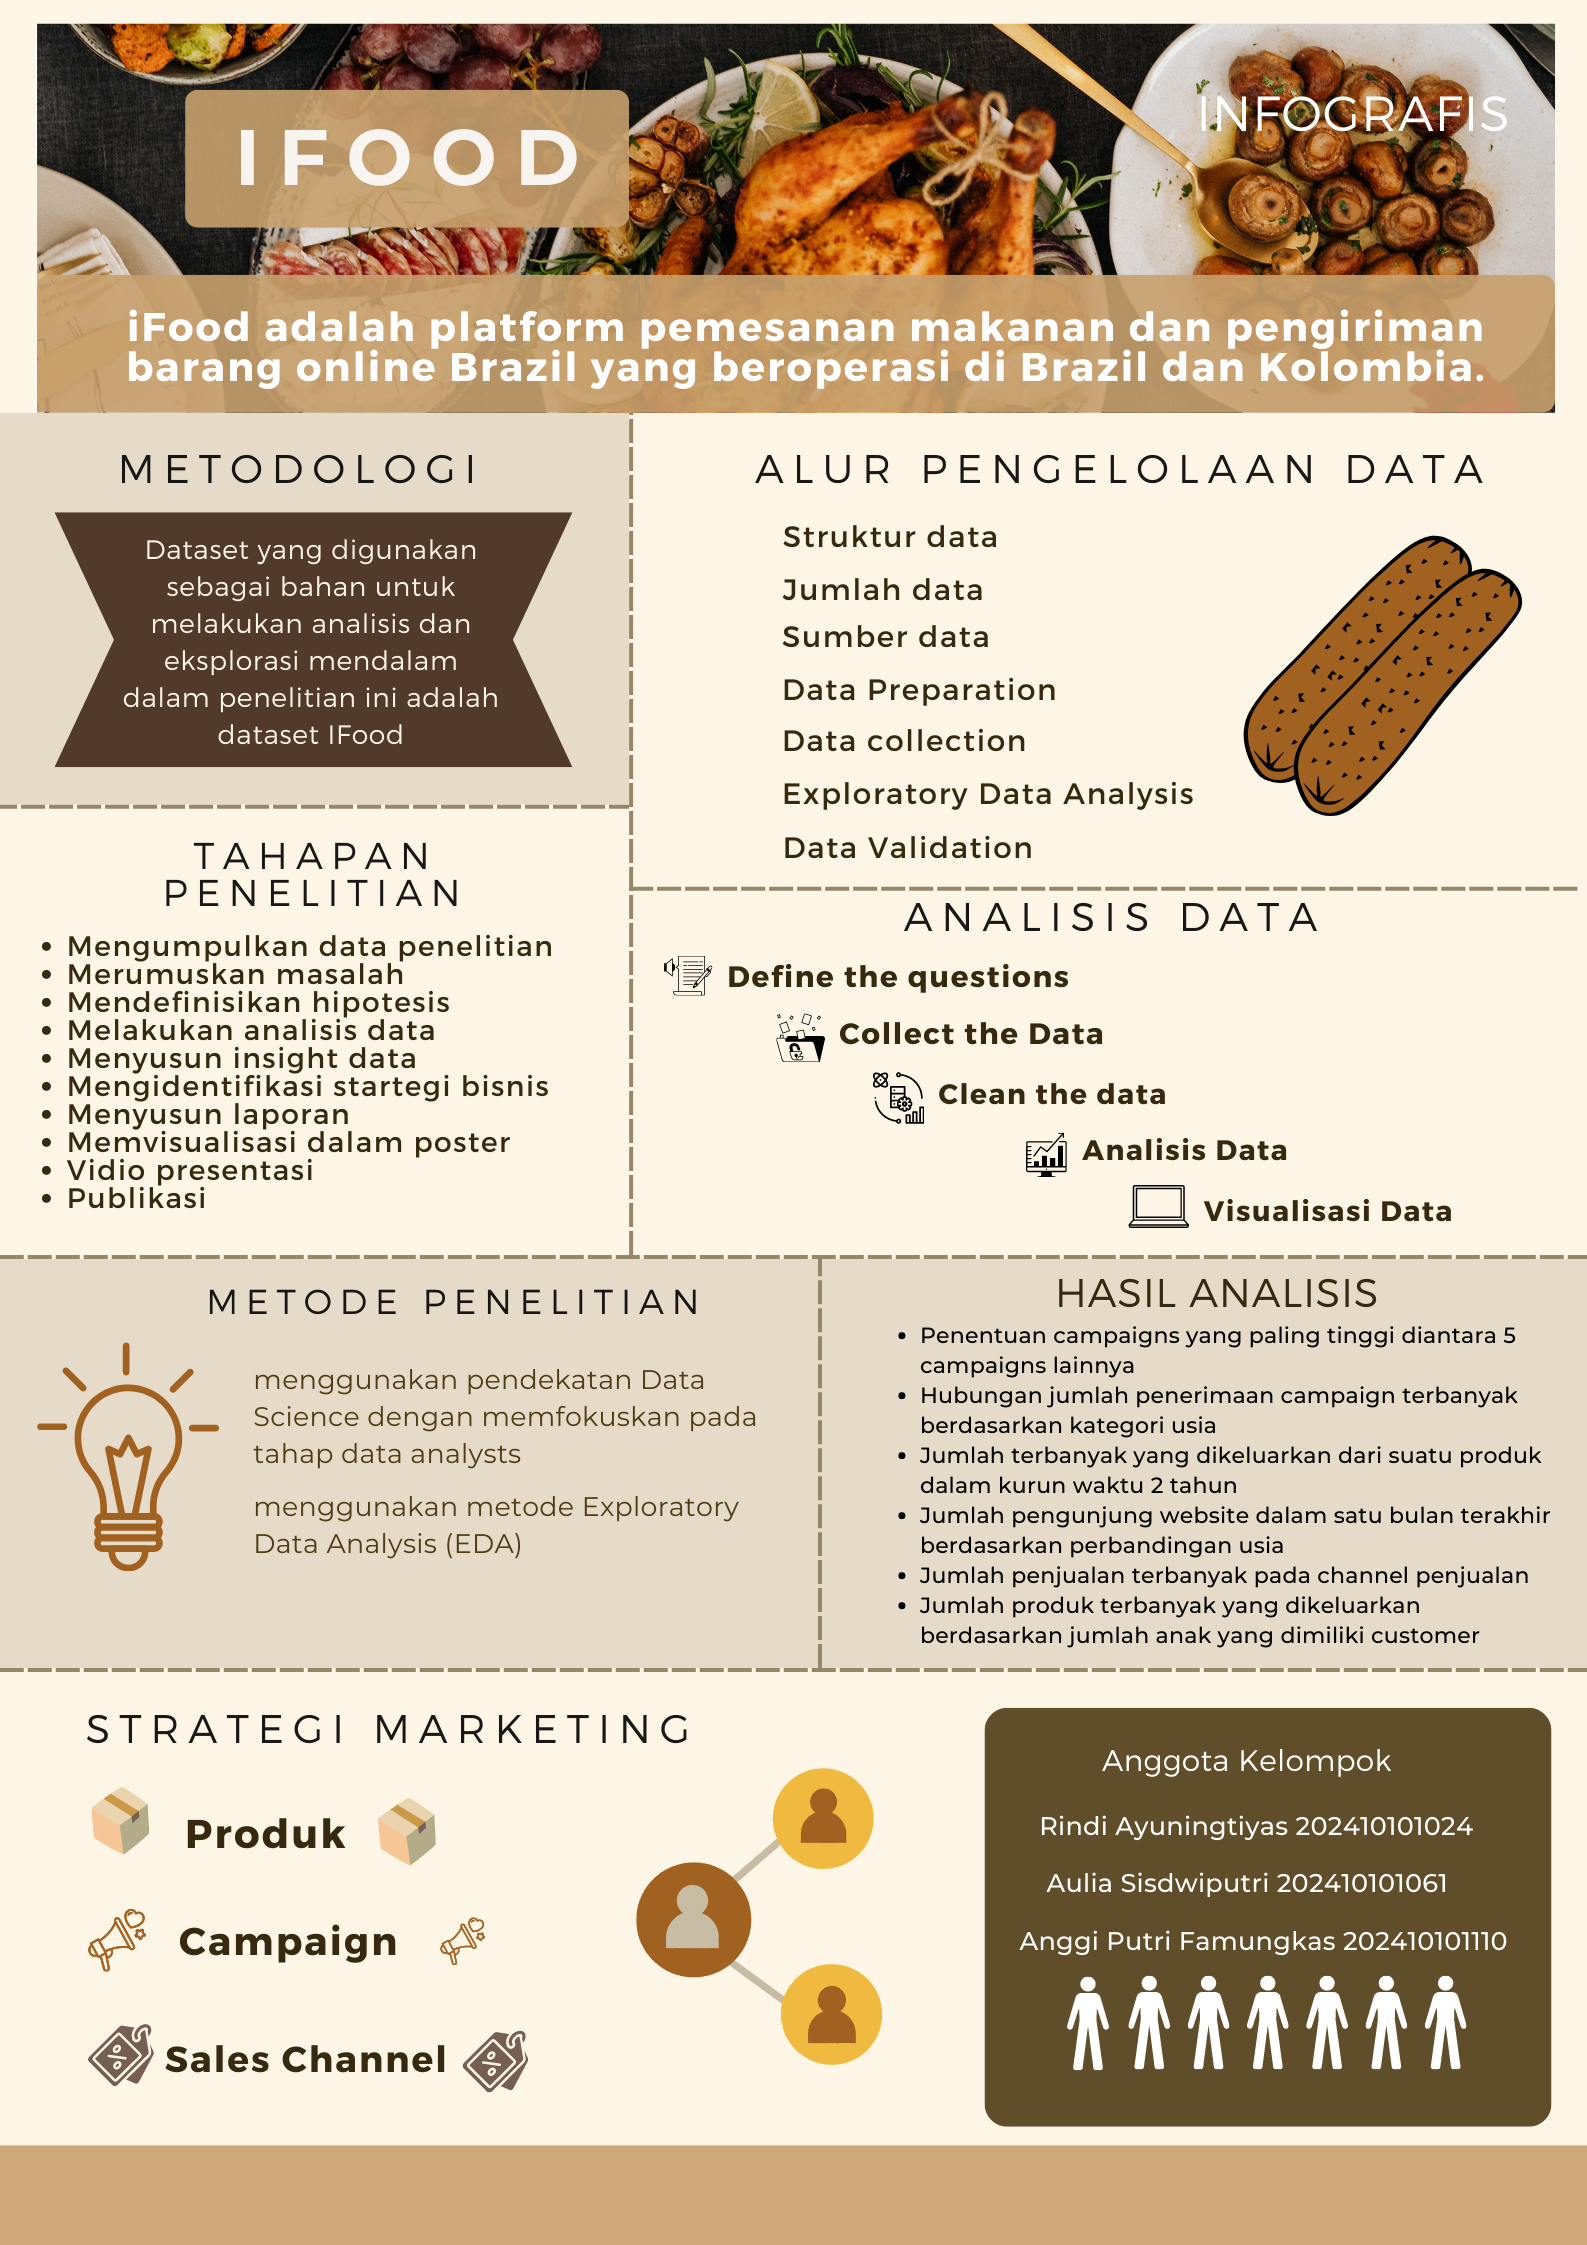 INFOGRAFIS
IFOOD
iFood adalah platform pemesanan makanan dan pengiriman
barang online Brazil yang beroperasi di Brazil dan Kolombia.
METODOLOGI
Dataset yang digunakan
sebagai bahan untuk
melakukan analisis dan
eksplorasi mendalam
dalam penelitian ini adalah
dataset IFood
ALUR PENGELOLAAN DATA
Struktur data
Jumlah data
Sumber data
Data Preparation
Data collection
Exploratory Data Analysis
Data Validation
TAHAPAN
PENELITIAN
• Mengumpulkan data penelitian
• Merumuskan masalah
• Mendefinisikan hipotesis
• Melakukan analisis data
• Menyusun insight data
• Mengidentifikasi startegi bisnis
• Menyusun laporan
• Memvisualisasi dalam poster
• Vidio presentasi
• Publikasi
ANALISIS DATA
Define the questions
Collect the Data
Clean the data
Analisis Data
Visualisasi Data
METODE PENELITIAN
menggunakan pendekatan Data
Science dengan memfokuskan pada
tahap data analysts
menggunakan metode Exploratory
Data Analysis (EDA)
HASIL ANALISIS
• Penentuan campaigns yang paling tinggi diantara 5
campaigns lainnya
• Hubungan jumlah penerimaan campaign terbanyak
berdasarkan kategori usia
• Jumlah terbanyak yang dikeluarkan dari suatu produk
dalam kurun waktu 2 tahun
• Jumlah pengunjung website dalam satu bulan terakhir
berdasarkan perbandingan usia
• Jumlah penjualan terbanyak pada channel penjualan
• Jumlah produk terbanyak yang dikeluarkan
berdasarkan jumlah anak yang dimiliki customer
STRATEGI MARKETING
Produk
Campaign
Sales Channel
Anggota Kelompok
Rindi Ayuningtiyas 202410101024
Aulia Sisdwiputri 202410101061
Anggi Putri Famungkas 202410101110